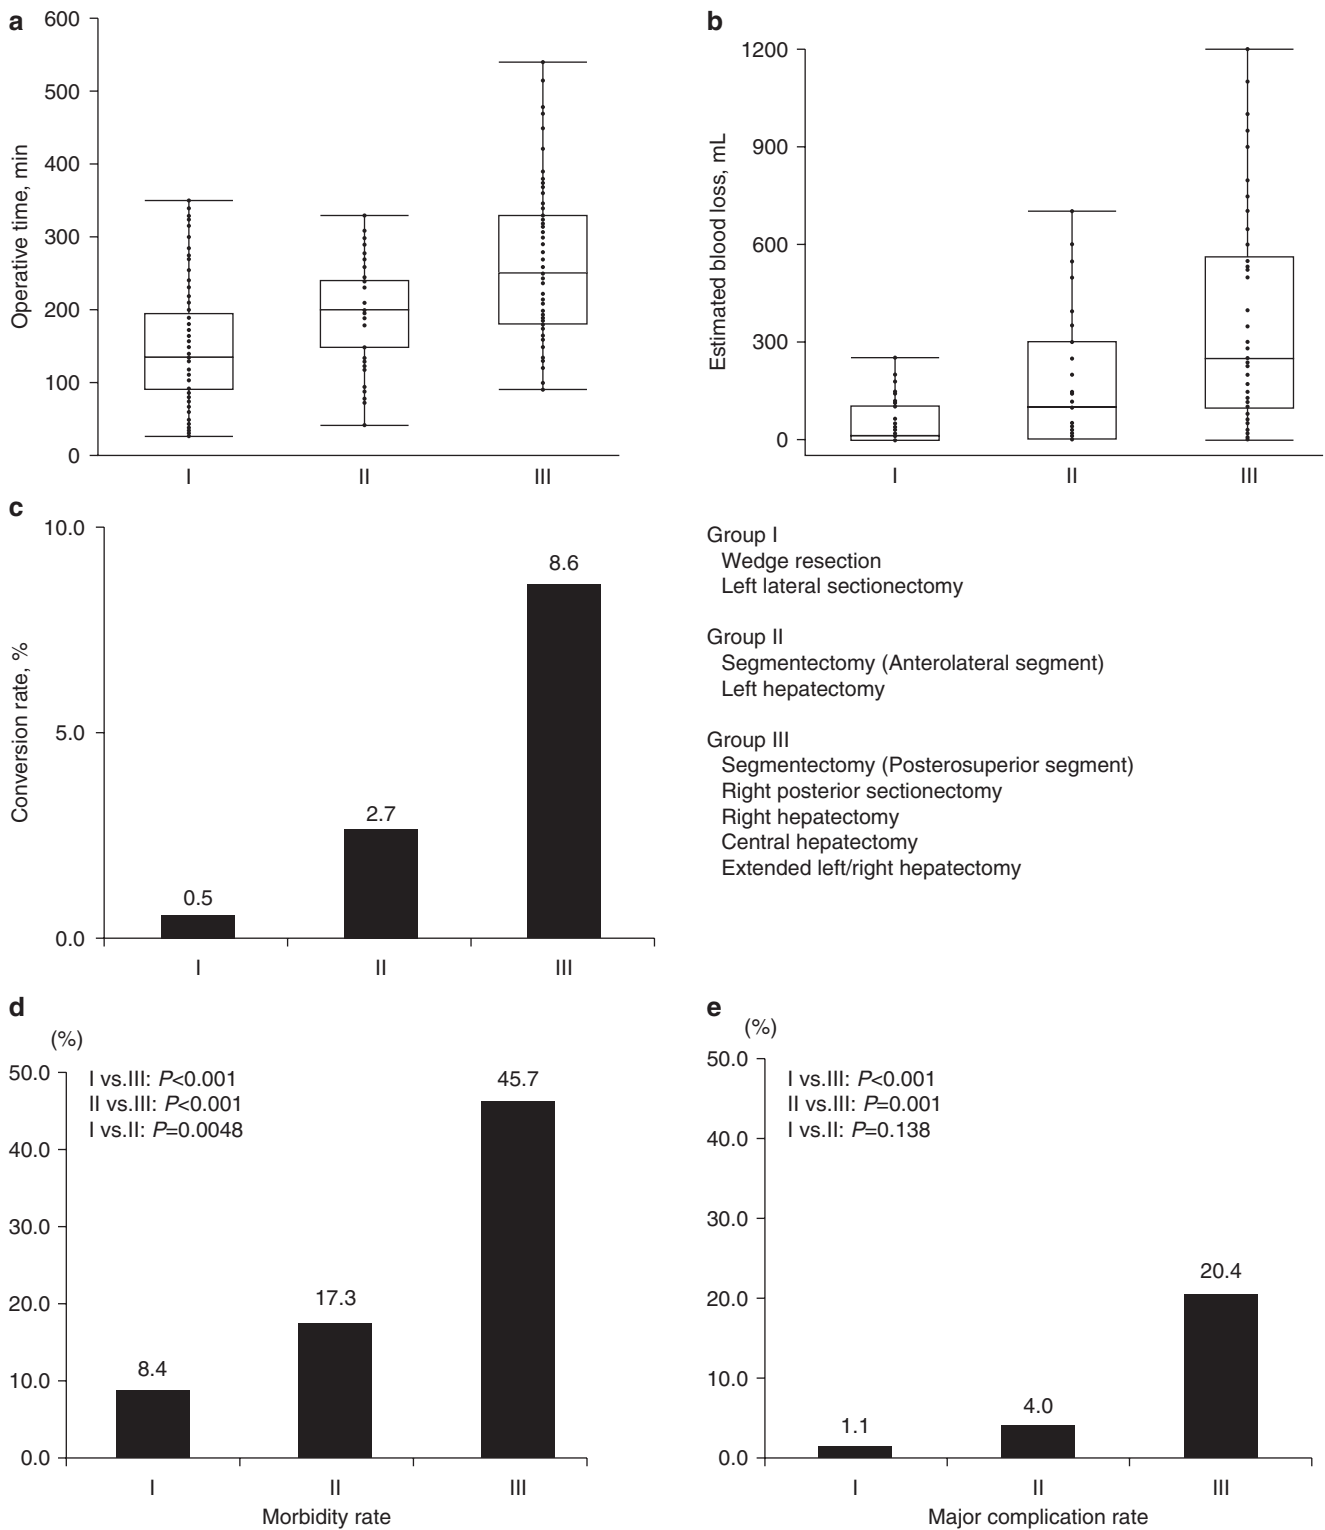 a
600
500
400
300
200
100
0
Operative time, min
I II III
b
1200
900
600
300
0
Estimated blood loss, mL
I II III
c
10.0
5.0
0.0
Conversion rate, %
0.5
2.7
8.6
I II III
Group I
Wedge resection
Left lateral sectionectomy
Group II
Segmentectomy (Anterolateral segment)
Left hepatectomy
Group III
Segmentectomy (Posterosuperior segment)
Right posterior sectionectomy
Right hepatectomy
Central hepatectomy
Extended left/right hepatectomy
d
(%)
50.0
40.0
30.0
20.0
10.0
0.0
I vs.III: P<0.001
II vs.III: P<0.001
I vs.II: P=0.0048
8.4
17.3
45.7
I II III
Morbidity rate
e
(%)
50.0
40.0
30.0
20.0
10.0
0.0
I vs.III: P<0.001
II vs.III: P=0.001
I vs.II: P=0.138
1.1
4.0
20.4
I II III
Major complication rate